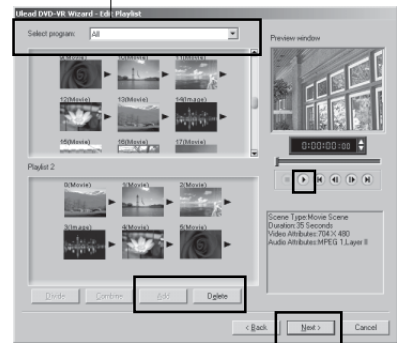 Ulead DVD-VR Wizard - Edit Playlist
Select program: All
Preview window
12(Movie) 13(Movie) 14(Image)
15(Movie) 16(Movie) 17(Movie)
0:00:00:00
Playlist 2
0(Movie) 1(Movie) 2(Movie)
3(Image) 4(Movie) 6(Movie)
Scene Type:Movie Scene
Duration:35 Seconds
Video Attributes:704 X 480
Audio Attributes:MPEG 1,Layer II
Divide Combine Add Delete
< Back Next > Cancel